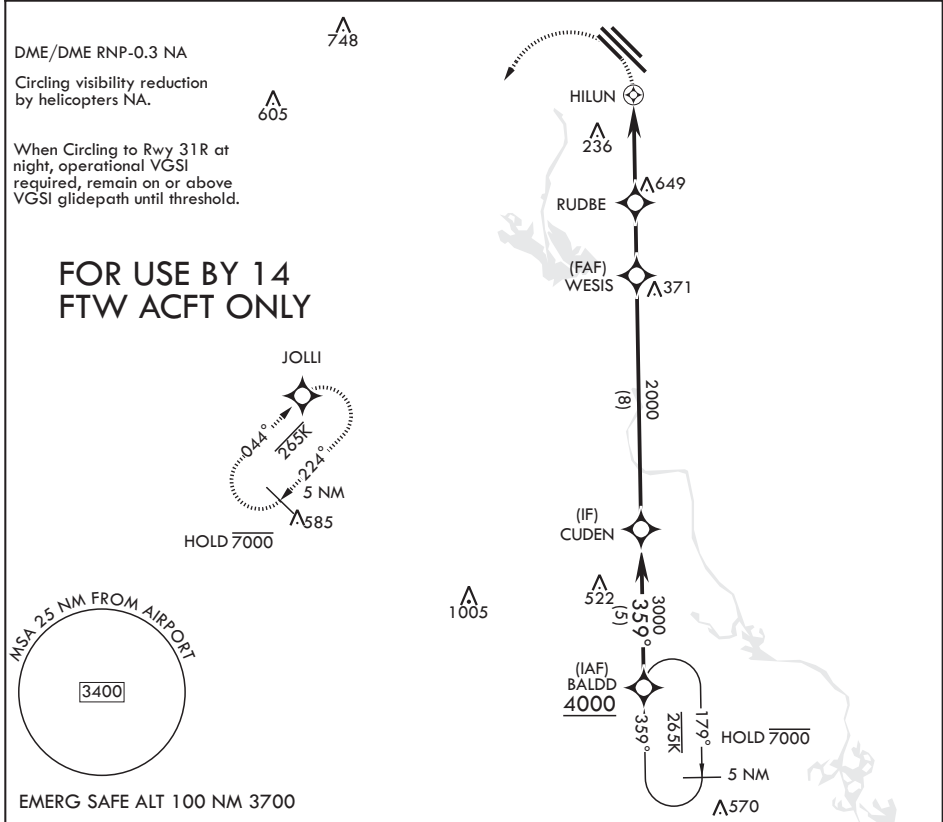 748
DME/DME RNP-0.3 NA
Circling visibility reduction
by helicopters NA.
605
HILUN
236
When Circling to Rwy 31R at
night, operational VGSI
required, remain on or above
VGSI glidepath until threshold.
649
RUDBE
FOR USE BY 14
FTW ACFT ONLY
(FAF)
WESIS
371
JOLLI
2000
(8)
044°
265K
224°
5 NM
585
HOLD 7000
(IF)
CUDEN
MSA 25 NM FROM AIRPORT
3400
1005
522
3000
359°
(5)
(IAF)
BALDD
4000
359°
265K
179°
HOLD 7000
5 NM
570
EMERG SAFE ALT 100 NM 3700